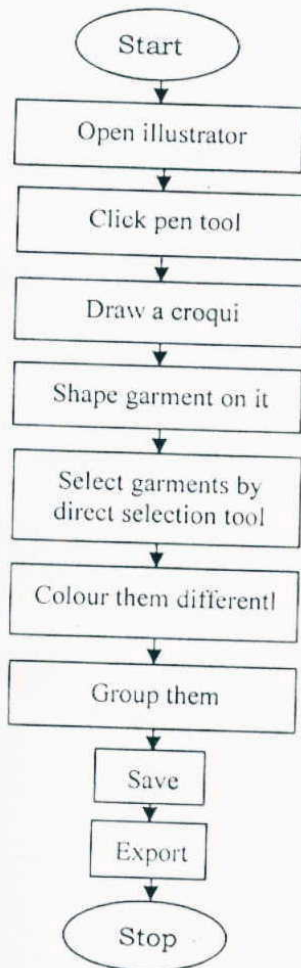 Start
Open illustrator
Click pen tool
Draw a croqui
Shape garment on it
Select garments by
direct selection tool
Colour them differentl
Group them
Save
Export
Stop